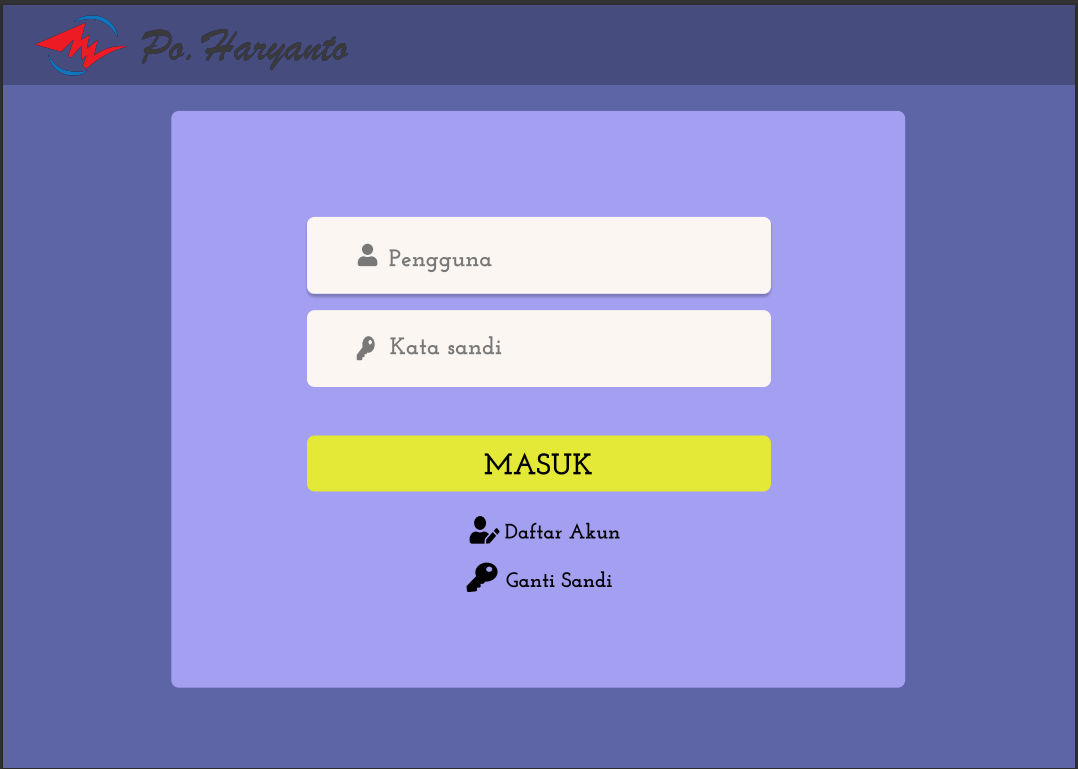 Po. Haryanto
Pengguna
Kata sandi
MASUK
Daftar Akun
Ganti Sandi